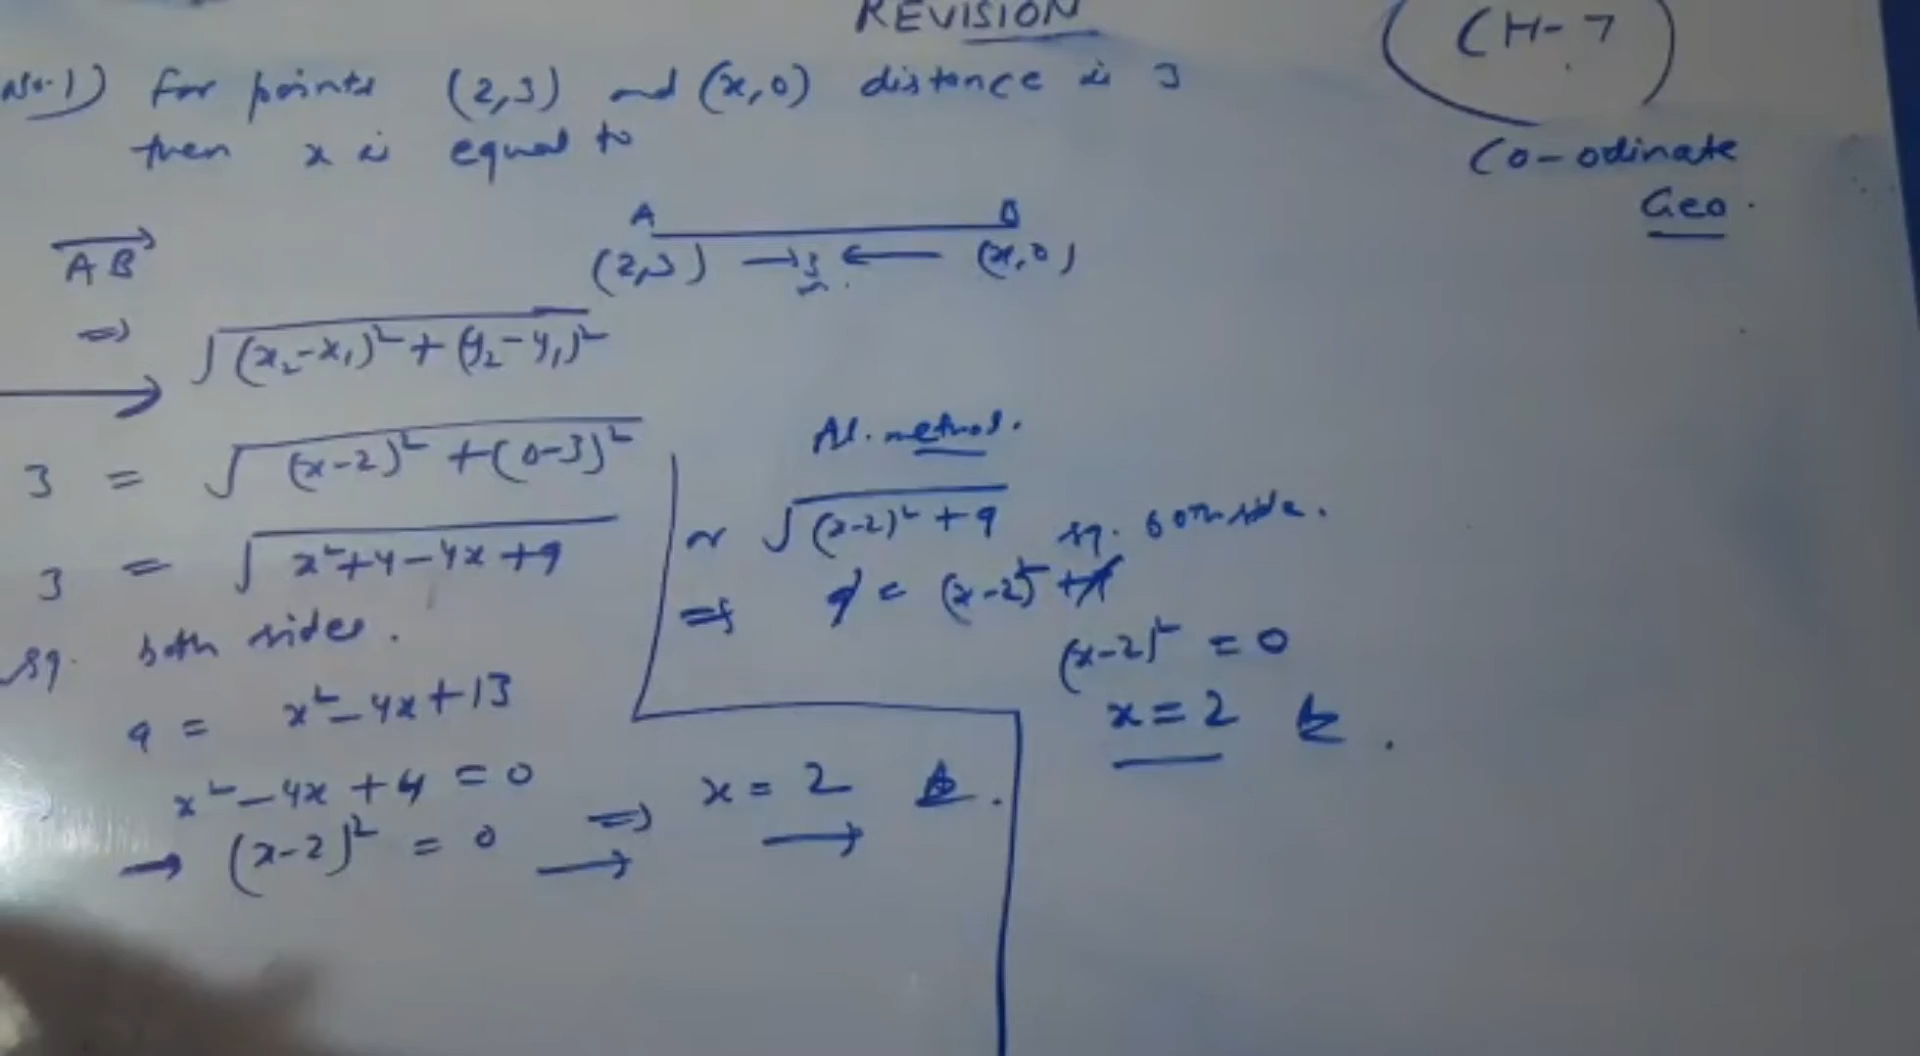 REVISION
CH-7
Co-odinate
Geo.
1) For points (2,3) and (x,0) distance is 3
then x is equal to
A B
(2,3) → 3 ← (x,0)
AB
⇒ √(x₂-x₁)²+(y₂-y₁)²
3 = √(x-2)²+(0-3)²
3 = √x²+4-4x+9
sq. both sides.
9 = x²-4x+13
x²-4x+4=0
→ (x-2)²=0 ⇒ x=2
Al. method.
or √(x-2)²+9 sq. both side.
⇒ 9=(x-2)²+9
(x-2)²=0
x=2